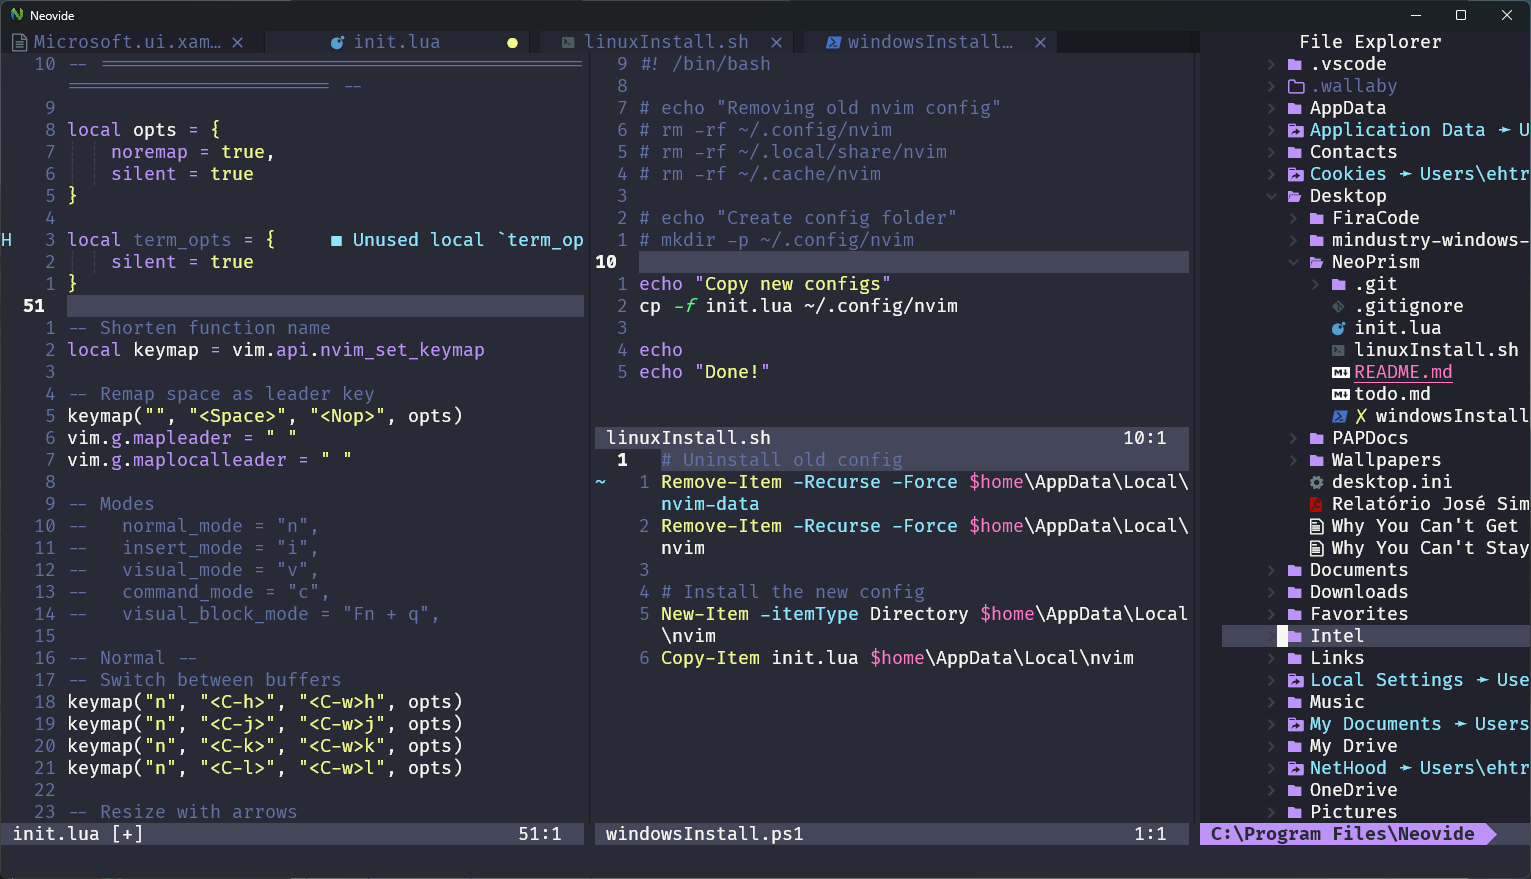 Neovide
Microsoft.ui.xam…
init.lua
linuxInstall.sh
windowsInstall…
10 --
--
9
8 local opts = {
7 noremap = true,
6 silent = true
5 }
4
H 3 local term_opts = { ■ Unused local `term_op
2 silent = true
1 }
51
1 -- Shorten function name
2 local keymap = vim.api.nvim_set_keymap
3
4 -- Remap space as leader key
5 keymap("", "<Space>", "<Nop>", opts)
6 vim.g.mapleader = " "
7 vim.g.maplocalleader = " "
8
9 -- Modes
10 --   normal_mode = "n",
11 --   insert_mode = "i",
12 --   visual_mode = "v",
13 --   command_mode = "c",
14 --   visual_block_mode = "Fn + q",
15
16 -- Normal --
17 -- Switch between buffers
18 keymap("n", "<C-h>", "<C-w>h", opts)
19 keymap("n", "<C-j>", "<C-w>j", opts)
20 keymap("n", "<C-k>", "<C-w>k", opts)
21 keymap("n", "<C-l>", "<C-w>l", opts)
22
23 -- Resize with arrows
init.lua [+] 51:1
9 #! /bin/bash
8
7 # echo "Removing old nvim config"
6 # rm -rf ~/.config/nvim
5 # rm -rf ~/.local/share/nvim
4 # rm -rf ~/.cache/nvim
3
2 # echo "Create config folder"
1 # mkdir -p ~/.config/nvim
10
1 echo "Copy new configs"
2 cp -f init.lua ~/.config/nvim
3
4 echo
5 echo "Done!"
linuxInstall.sh 10:1
1 # Uninstall old config
~ 1 Remove-Item -Recurse -Force $home\AppData\Local\
nvim-data
2 Remove-Item -Recurse -Force $home\AppData\Local\
nvim
3
4 # Install the new config
5 New-Item -itemType Directory $home\AppData\Local
\nvim
6 Copy-Item init.lua $home\AppData\Local\nvim
windowsInstall.ps1 1:1
File Explorer
.vscode
.wallaby
AppData
Application Data ➛ U
Contacts
Cookies ➛ Users\ehtr
Desktop
FiraCode
mindustry-windows-
NeoPrism
.git
.gitignore
init.lua
linuxInstall.sh
README.md
todo.md
X windowsInstall
PAPDocs
Wallpapers
desktop.ini
Relatório José Sim
Why You Can't Get
Why You Can't Stay
Documents
Downloads
Favorites
Intel
Links
Local Settings ➛ Use
Music
My Documents ➛ Users
My Drive
NetHood ➛ Users\ehtr
OneDrive
Pictures
C:\Program Files\Neovide